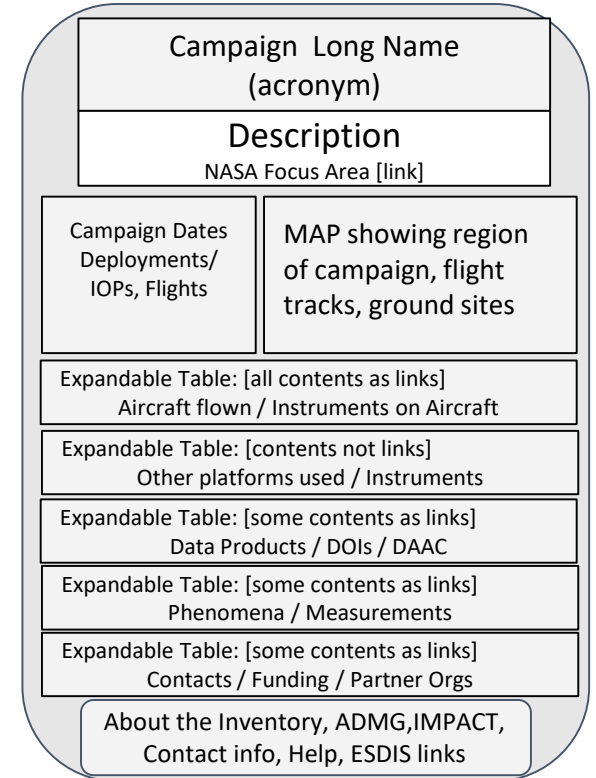 Campaign Long Name
(acronym)
Description
NASA Focus Area [link]
Campaign Dates
Deployments/
IOPs, Flights
MAP showing region
of campaign, flight
tracks, ground sites
Expandable Table: [all contents as links]
Aircraft flown / Instruments on Aircraft
Expandable Table: [contents not links]
Other platforms used / Instruments
Expandable Table: [some contents as links]
Data Products / DOIs / DAAC
Expandable Table: [some contents as links]
Phenomena / Measurements
Expandable Table: [some contents as links]
Contacts / Funding / Partner Orgs
About the Inventory, ADMG,IMPACT,
Contact info, Help, ESDIS links